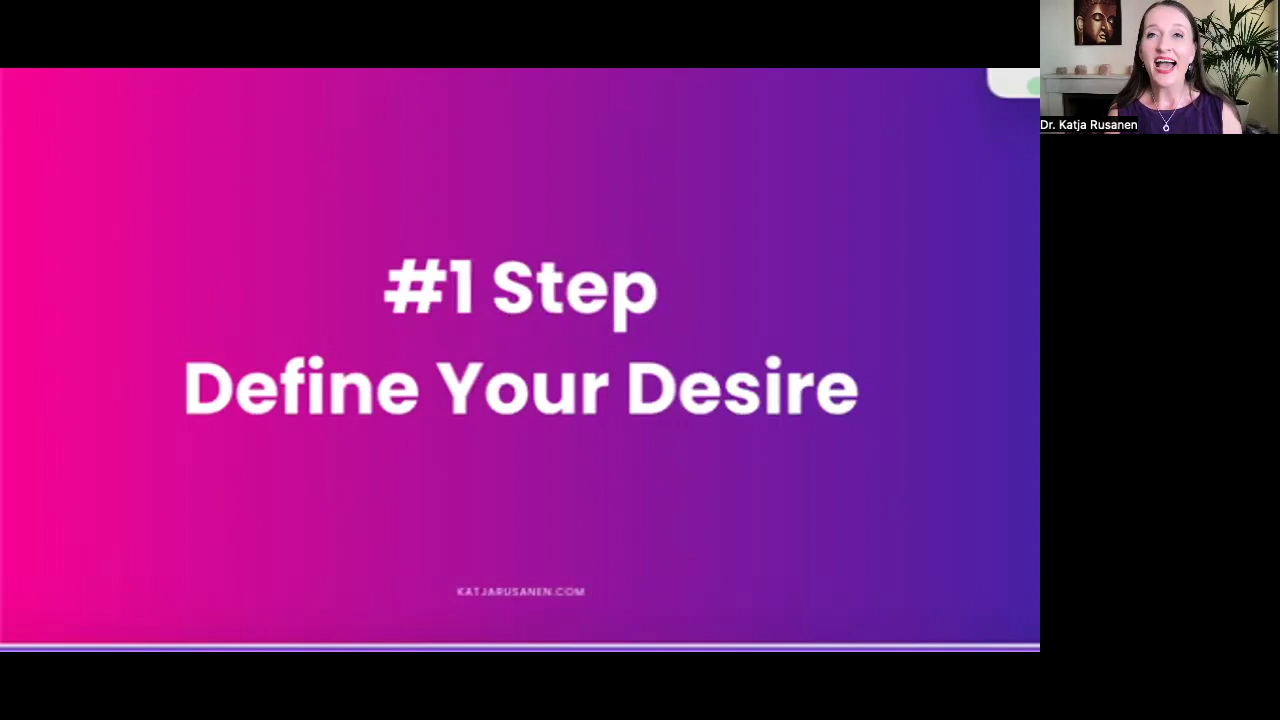 #1 Step
Define Your Desire
KATJARUSANEN.COM
Dr. Katja Rusanen